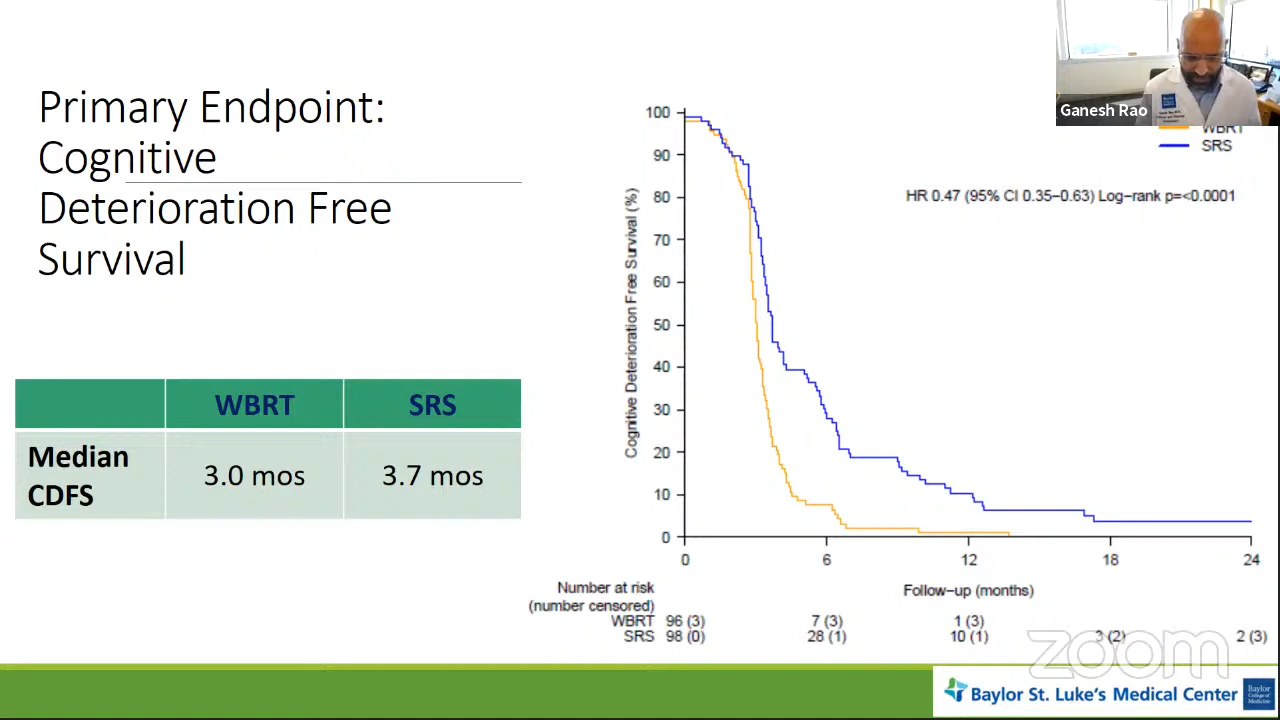 Primary Endpoint:
Cognitive
Deterioration Free
Survival
WBRT SRS
Median
CDFS
3.0 mos 3.7 mos
Ganesh Rao
WBRT
SRS
HR 0.47 (95% CI 0.35–0.63) Log–rank p=<0.0001
Cognitive Deterioration Free Survival (%)
100
90
80
70
60
50
40
30
20
10
0
0 6 12 18 24
Follow–up (months)
Number at risk
(number censored)
WBRT 96 (3) 7 (3) 1 (3)
SRS 98 (0) 28 (1) 10 (1) 3 (2) 2 (3)
zoom
Baylor St. Luke's Medical Center
Baylor
College of
Medicine